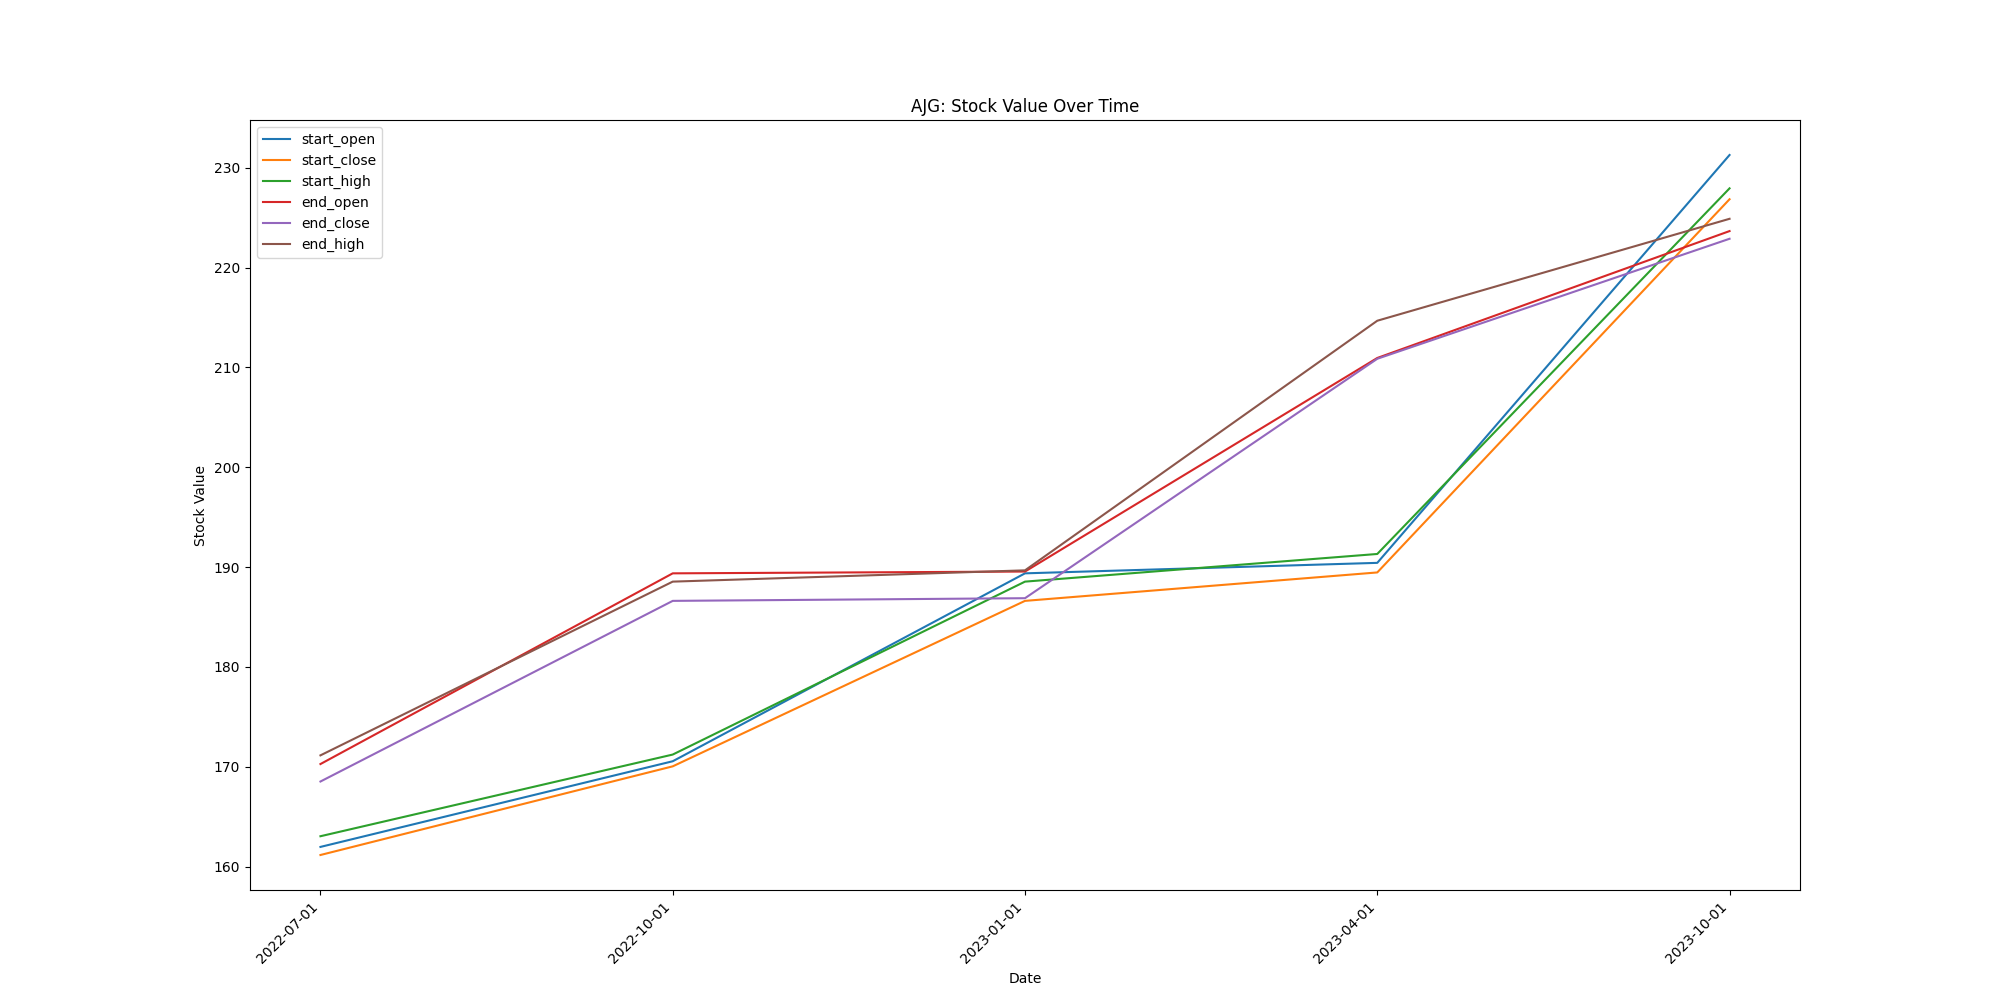 AJG: Stock Value Over Time
start_open
start_close
start_high
end_open
end_close
end_high
230
220
210
200
190
180
170
160
Stock Value
2022-07-01
2022-10-01
2023-01-01
2023-04-01
2023-10-01
Date